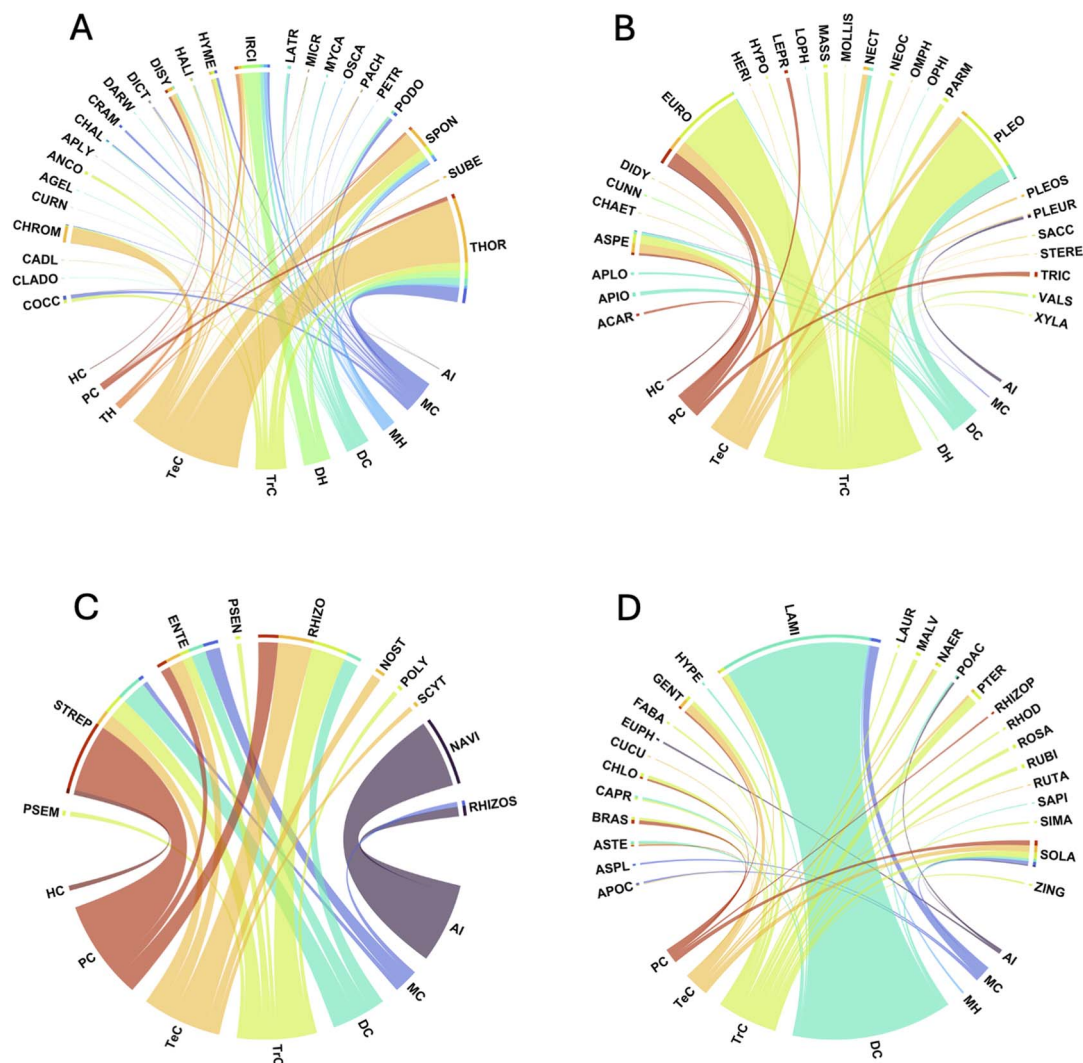 A
CURN
AGEL
ANCO
APLY
CHAL
CRAM
DARW
DICT
DISY
HALI
HYME
IRCI
LATR
MICR
MYCA
OSCA
PACH
PETR
PODO
SPON
SUBE
THOR
CHROM
CADL
CLADO
COCC
HC
PC
TH
TeC
TrC
DH
DC
MH
MC
AI
B
DIDY
EURO
HERI
HYPO
LEPR
LOPH
MASS
MOLLIS
NECT
NEOC
OMPH
OPHI
PARM
PLEO
PLEOS
PLEUR
SACC
STERE
TRIC
VALS
XYLA
CUNN
CHAET
ASPE
APLO
APIO
ACAR
HC
PC
TeC
TrC
DH
DC
MC
AI
C
PSEM
STREP
ENTE
PSEN
RHIZO
NOST
POLY
SCYT
NAVI
RHIZOS
HC
PC
TeC
TrC
DC
MC
AI
D
FABA
GENT
HYPE
LAMI
LAUR
MALV
NAER
POAC
PTER
RHIZOP
RHOD
ROSA
RUBI
RUTA
SAPI
SIMA
SOLA
ZING
EUPH
CUCU
CHLO
CAPR
BRAS
ASTE
ASPL
APOC
PC
TeC
TrC
DC
MH
MC
AI